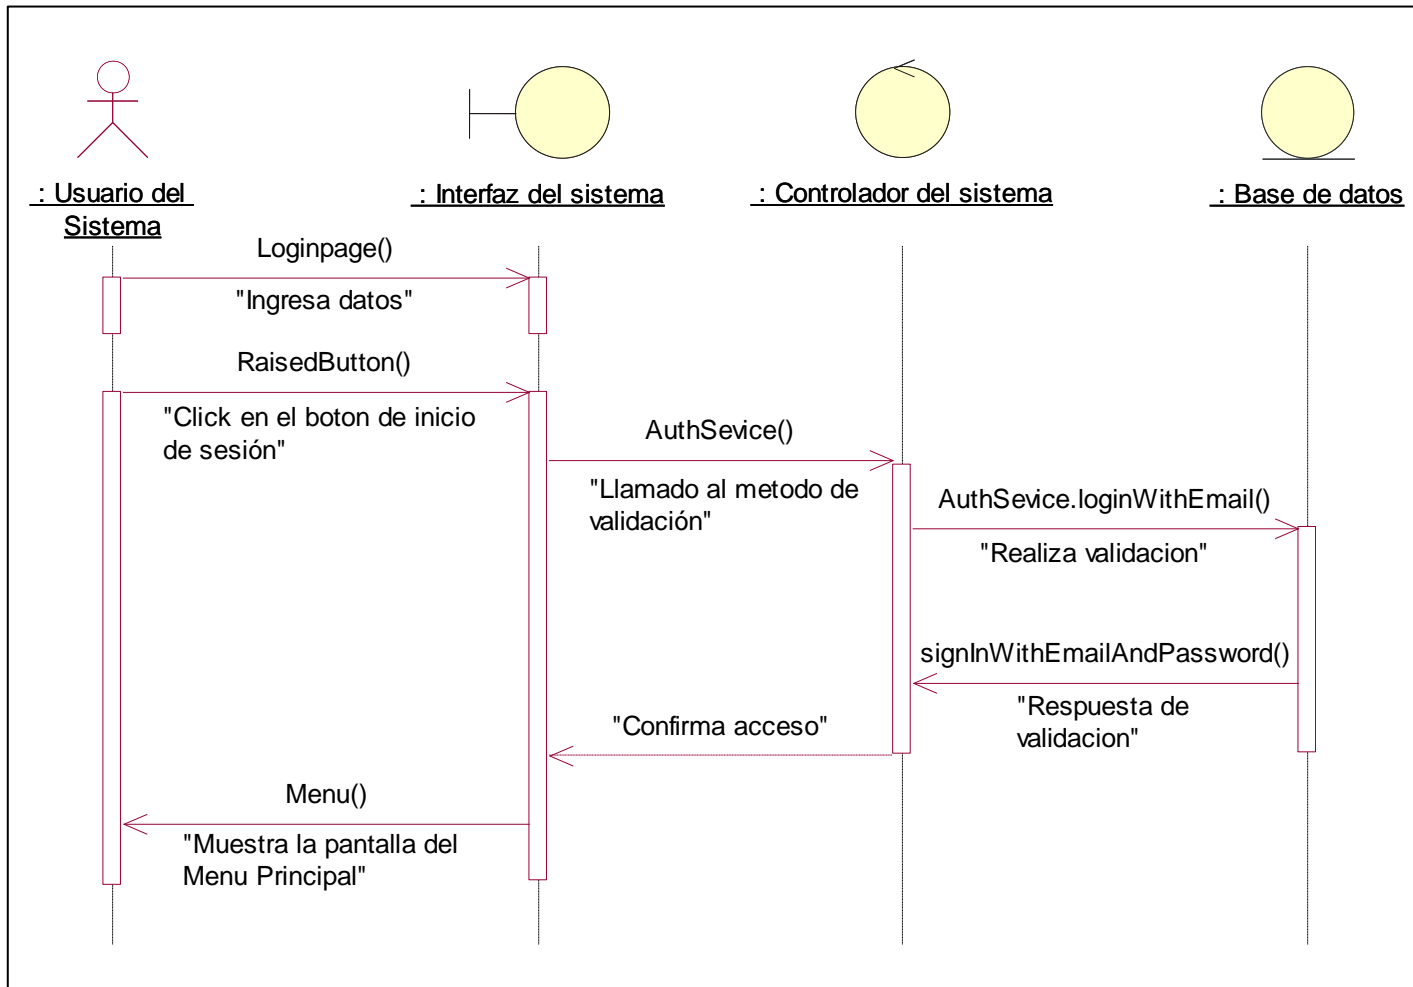 : Usuario del
Sistema
: Interfaz del sistema
: Controlador del sistema
: Base de datos
Loginpage()
"Ingresa datos"
RaisedButton()
"Click en el boton de inicio
de sesión"
AuthSevice()
"Llamado al metodo de
validación"
AuthSevice.loginWithEmail()
"Realiza validacion"
signInWithEmailAndPassword()
"Respuesta de
validacion"
"Confirma acceso"
Menu()
"Muestra la pantalla del
Menu Principal"